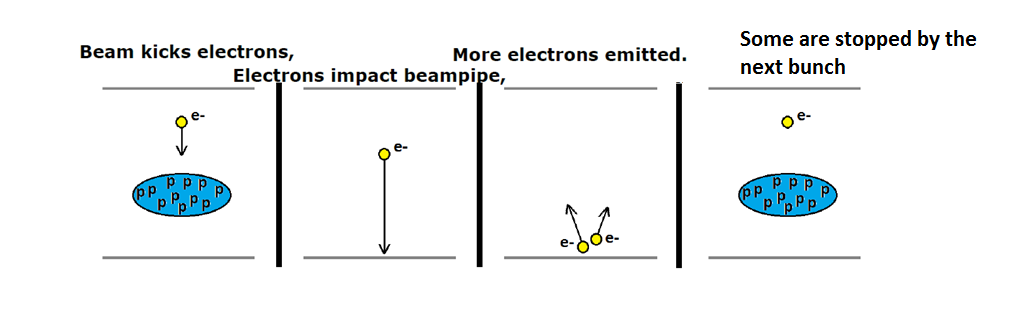 Beam kicks electrons,
Electrons impact beampipe,
More electrons emitted.
Some are stopped by the
next bunch
e-
p p p p p p p p p p p
e-
e-
e-
e-
p p p p p p p p p p p